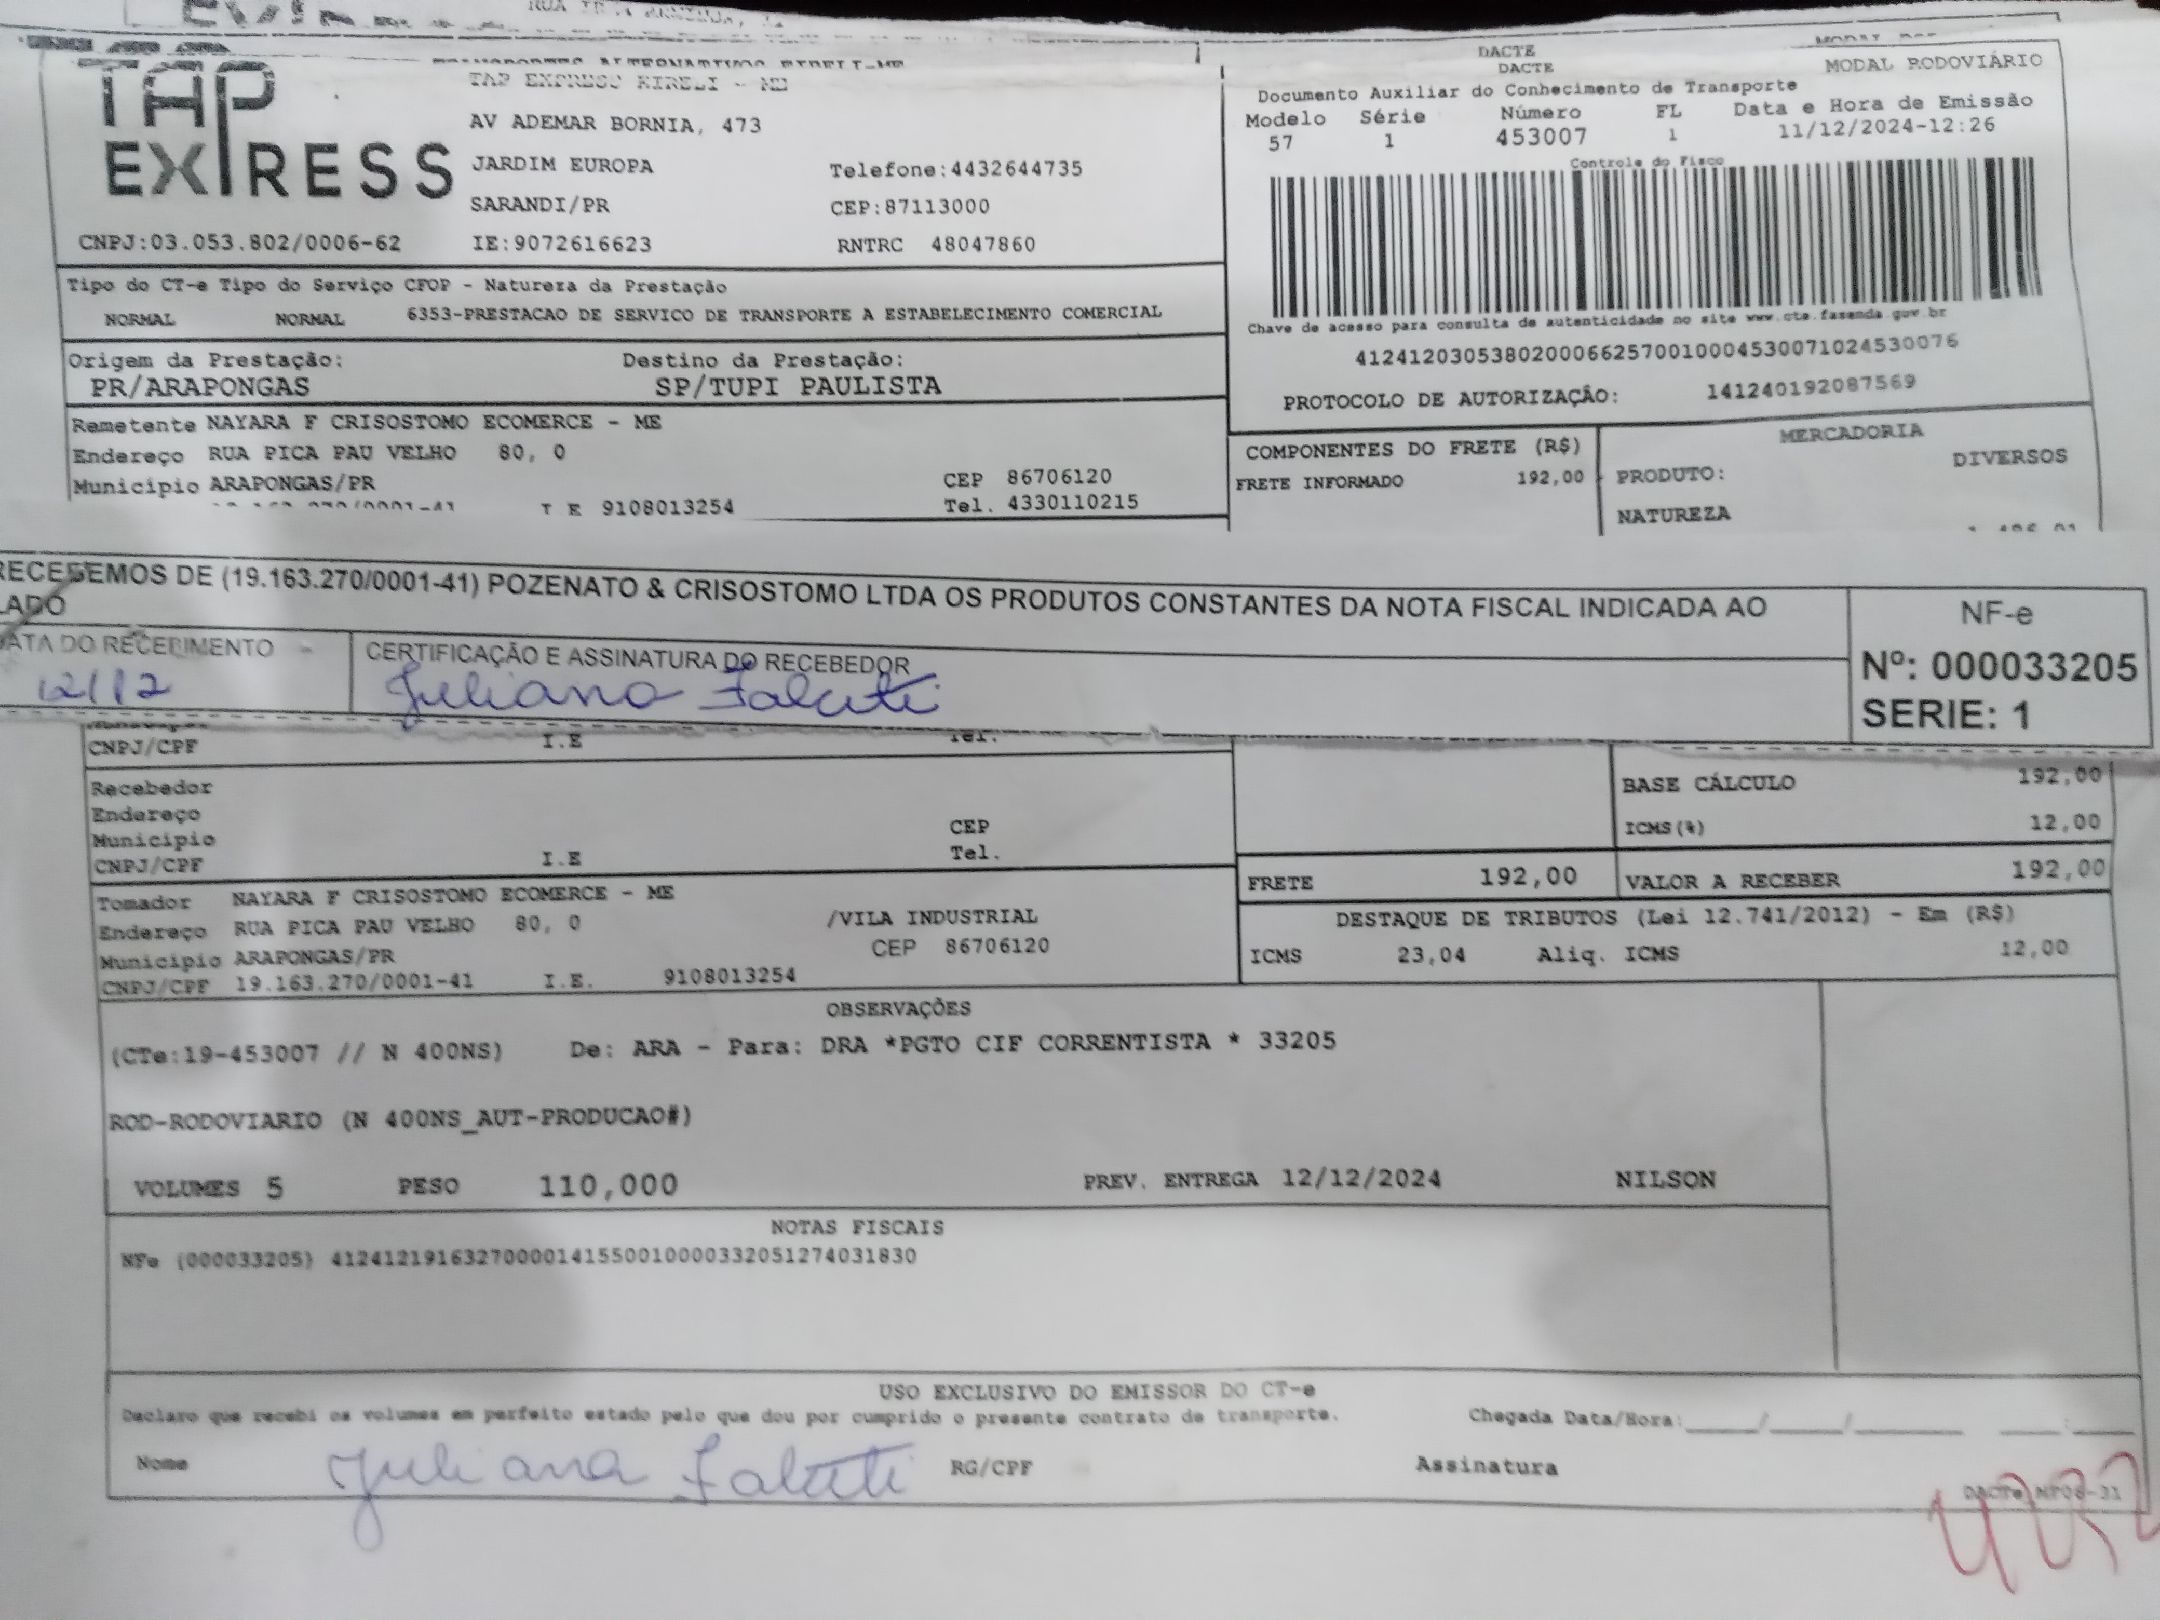 DACTE
TAP EXPRESS
TAP EXPRESS EIRELI - ME
DACTE
MODAL RODOVIÁRIO
Documento Auxiliar do Conhecimento de Transporte
AV ADEMAR BORNIA, 473
Modelo Série Número FL Data e Hora de Emissão
57 1 453007 1 11/12/2024-12:26
JARDIM EUROPA Telefone:4432644735
Controle do Fisco
SARANDI/PR CEP:87113000
CNPJ:03.053.802/0006-62 IE:9072616623 RNTRC 48047860
Tipo do CT-e Tipo do Serviço CFOP - Natureza da Prestação
NORMAL NORMAL 6353-PRESTACAO DE SERVICO DE TRANSPORTE A ESTABELECIMENTO COMERCIAL
Chave de acesso para consulta de autenticidade no site www.cte.fazenda.gov.br
41241203053802000662570010004530071024530076
PROTOCOLO DE AUTORIZAÇÃO: 141240192087569
Origem da Prestação: Destino da Prestação:
PR/ARAPONGAS SP/TUPI PAULISTA
Remetente NAYARA F CRISOSTOMO ECOMERCE - ME
Endereço RUA PICA PAU VELHO 80, 0
Município ARAPONGAS/PR CEP 86706120
I E 9108013254 Tel. 4330110215
COMPONENTES DO FRETE (R$)
FRETE INFORMADO 192,00
MERCADORIA
PRODUTO: DIVERSOS
NATUREZA
RECEBEMOS DE (19.163.270/0001-41) POZENATO & CRISOSTOMO LTDA OS PRODUTOS CONSTANTES DA NOTA FISCAL INDICADA AO
LADO
DATA DO RECEBIMENTO
12/12
CERTIFICAÇÃO E ASSINATURA DO RECEBEDOR
Juliana
NF-e
Nº: 000033205
SERIE: 1
CNPJ/CPF I.E Tel.
Recebedor
Endereço
Município CEP
CNPJ/CPF I.E Tel.
BASE CÁLCULO 192,00
ICMS(%) 12,00
FRETE 192,00 VALOR A RECEBER 192,00
Tomador NAYARA F CRISOSTOMO ECOMERCE - ME
Endereço RUA PICA PAU VELHO 80, 0 /VILA INDUSTRIAL
Município ARAPONGAS/PR CEP 86706120
CNPJ/CPF 19.163.270/0001-41 I.E. 9108013254
DESTAQUE DE TRIBUTOS (Lei 12.741/2012) - Em (R$)
ICMS 23,04 Aliq. ICMS 12,00
OBSERVAÇÕES
(CTe:19-453007 // N 400NS) De: ARA - Para: DRA *PGTO CIF CORRENTISTA * 33205
ROD-RODOVIARIO (N 400NS_AUT-PRODUCAO#)
VOLUMES 5 PESO 110,000 PREV. ENTREGA 12/12/2024 NILSON
NOTAS FISCAIS
NFe (000033205) 41241219163270000141550010000332051274031830
USO EXCLUSIVO DO EMISSOR DO CT-e
Declaro que recebi os volumes em perfeito estado pelo que dou por cumprido o presente contrato de transporte. Chegada Data/Hora:____/____/______ ____:____
Nome Juliana RG/CPF Assinatura